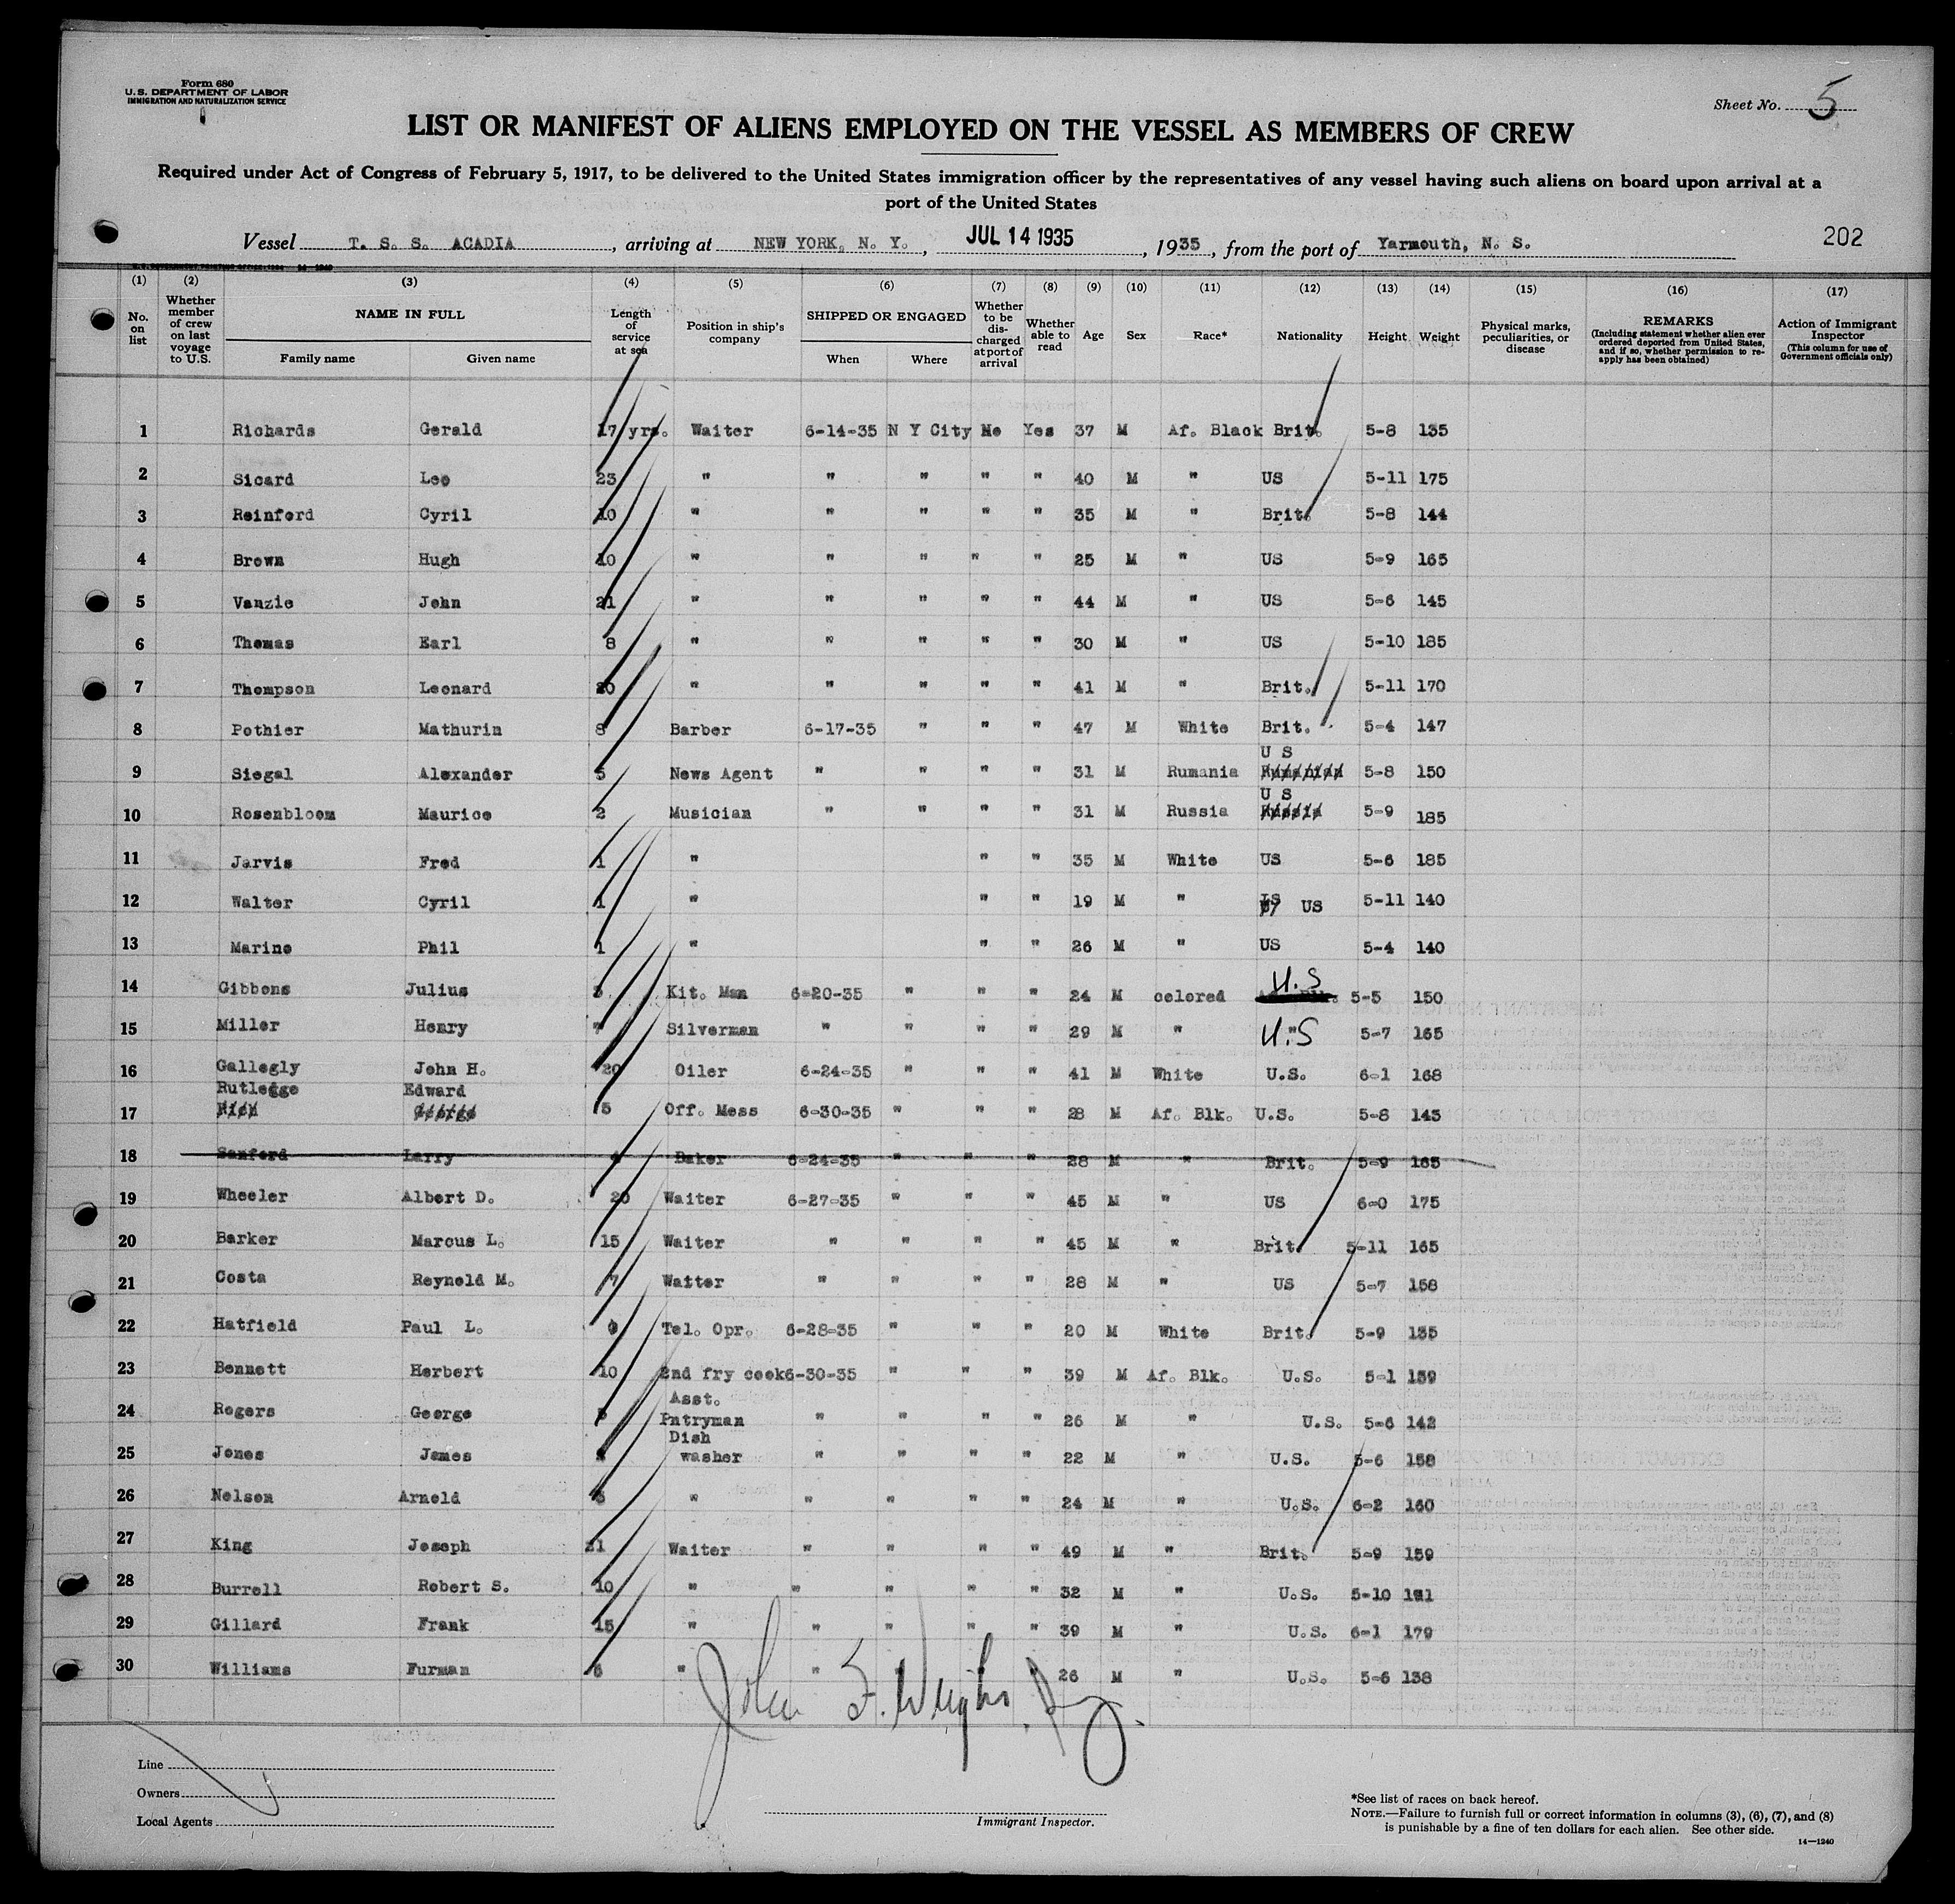 Form 680
U.S. DEPARTMENT OF LABOR
IMMIGRATION AND NATURALIZATION SERVICE
Sheet No. 5
LIST OR MANIFEST OF ALIENS EMPLOYED ON THE VESSEL AS MEMBERS OF CREW
Required under Act of Congress of February 5, 1917, to be delivered to the United States immigration officer by the representatives of any vessel having such aliens on board upon arrival at a
port of the United States
Vessel T. S. S. ACADIA, arriving at NEW YORK, N. Y., JUL 14 1935, 1935, from the port of Yarmouth, N. S. 202
(1) (2) (3) (4) (5) (6) (7) (8) (9) (10) (11) (12) (13) (14) (15) (16) (17)
No. on list
Whether member of crew on last voyage to U.S.
NAME IN FULL
Family name Given name
Length of service at sea
Position in ship's company
SHIPPED OR ENGAGED
When Where
Whether to be discharged at port of arrival
Whether able to read
Age
Sex
Race*
Nationality
Height
Weight
Physical marks, peculiarities, or disease
REMARKS
(Including statement whether alien ever ordered deported from United States, and if so, whether permission to reapply has been obtained)
Action of Immigrant Inspector
(This column for use of Government officials only)
1 Richards Gerald 17 yrs. Waiter 6-14-35 N Y City No Yes 37 M Af. Black Brit. 5-8 135
2 Sicard Leo 23 " " " " " 40 M " US 5-11 175
3 Reinford Cyril 10 " " " " " 35 M " Brit. 5-8 144
4 Brown Hugh 10 " " " " " 25 M " US 5-9 165
5 Vanzie John 21 " " " " " 44 M " US 5-6 145
6 Thomas Earl 8 " " " " " 30 M " US 5-10 185
7 Thompson Leonard 20 " " " " " 41 M " Brit. 5-11 170
8 Pothier Mathurin 8 Barber 6-17-35 " " " 47 M White Brit. 5-4 147
U S
9 Siegal Alexander 5 News Agent " " " " 31 M Rumania Rumanian 5-8 150
U S
10 Rosenbloom Maurice 2 Musician " " " " 31 M Russia Russia 5-9 185
11 Jarvis Fred 1 " " " 35 M White US 5-6 185
12 Walter Cyril 1 " " " 19 M " US 5-11 140
13 Marino Phil 1 " " " 26 M " US 5-4 140
14 Gibbons Julius 3 Kit. Man 6-20-35 " " " 24 M colored U.S 5-5 150
15 Miller Henry 7 Silverman " " " " 29 M " U.S 5-7 165
16 Gallegly John H. 20 Oiler 6-24-35 " " " 41 M White U.S. 6-1 168
Rutledge Edward
17 5 Off. Mess 6-30-35 " " " 28 M Af. Blk. U.S. 5-8 145
18 Sanford Larry Baker 6-24-35 " " " 28 M " Brit. 5-9 165
19 Wheeler Albert D. 20 Waiter 6-27-35 " " " 45 M " US 6-0 175
20 Barker Marcus L. 15 Waiter " " " " 45 M " Brit. 5-11 165
21 Costa Reynold M. 7 Waiter " " " " 28 M " US 5-7 158
22 Hatfield Paul L. Tel. Opr. 6-28-35 " " " 20 M White Brit. 5-9 135
23 Bennett Herbert 10 2nd fry cook 6-30-35 " " " 39 M Af. Blk. U.S. 5-1 159
24 Rogers George Asst. Pntryman " " " " 26 M " U.S. 5-6 142
25 Jones James Dish washer " " " " 22 M " U.S. 5-6 158
26 Nelson Arnold " " " " " 24 M " U.S. 6-2 160
27 King Joseph Waiter " " " " 49 M " Brit. 5-9 159
28 Burrell Robert S. 10 " " " " " 32 M " U.S. 5-10
29 Gillard Frank 15 " " " " " 39 M " U.S. 6-1 179
30 Williams Furman 6 " " " " " 26 M " U.S. 5-6 138
Line
Owners
Local Agents
Immigrant Inspector.
*See list of races on back hereof.
NOTE.—Failure to furnish full or correct information in columns (3), (6), (7), and (8)
is punishable by a fine of ten dollars for each alien. See other side.
14—1240